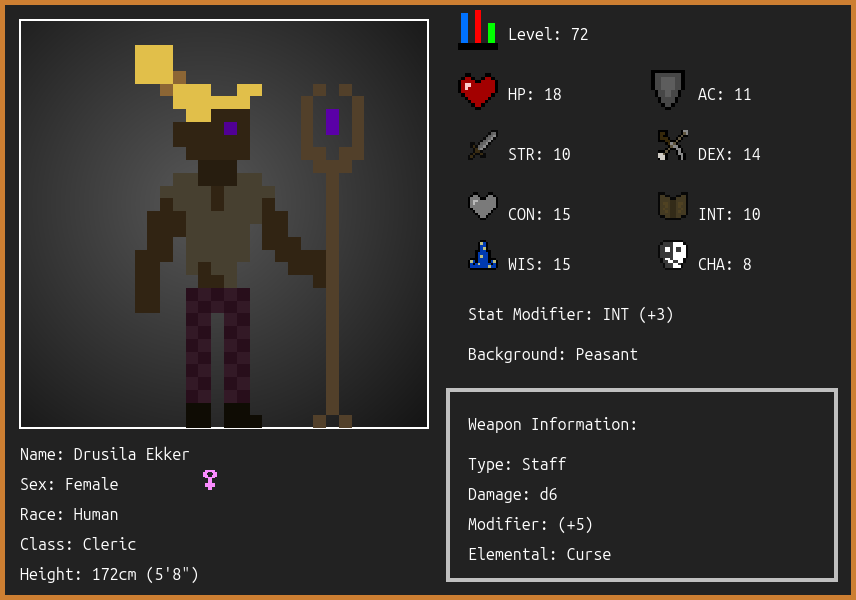 Level: 72
HP: 18
AC: 11
STR: 10
DEX: 14
CON: 15
INT: 10
WIS: 15
CHA: 8
Stat Modifier: INT (+3)
Background: Peasant
Weapon Information:
Type: Staff
Damage: d6
Modifier: (+5)
Elemental: Curse
Name: Drusila Ekker
Sex: Female
Race: Human
Class: Cleric
Height: 172cm (5'8")